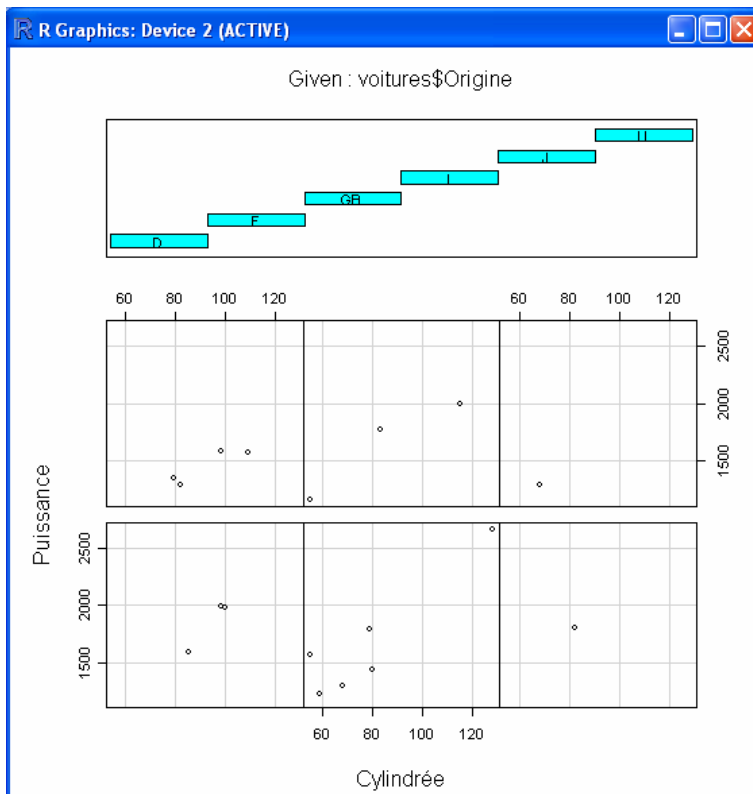 R Graphics: Device 2 (ACTIVE)
Given : voitures$Origine
U
J
I
GB
F
D
60 80 100 120 60 80 100 120
2500
2000
1500
Puissance
2500
2000
1500
60 80 100 120
Cylindrée